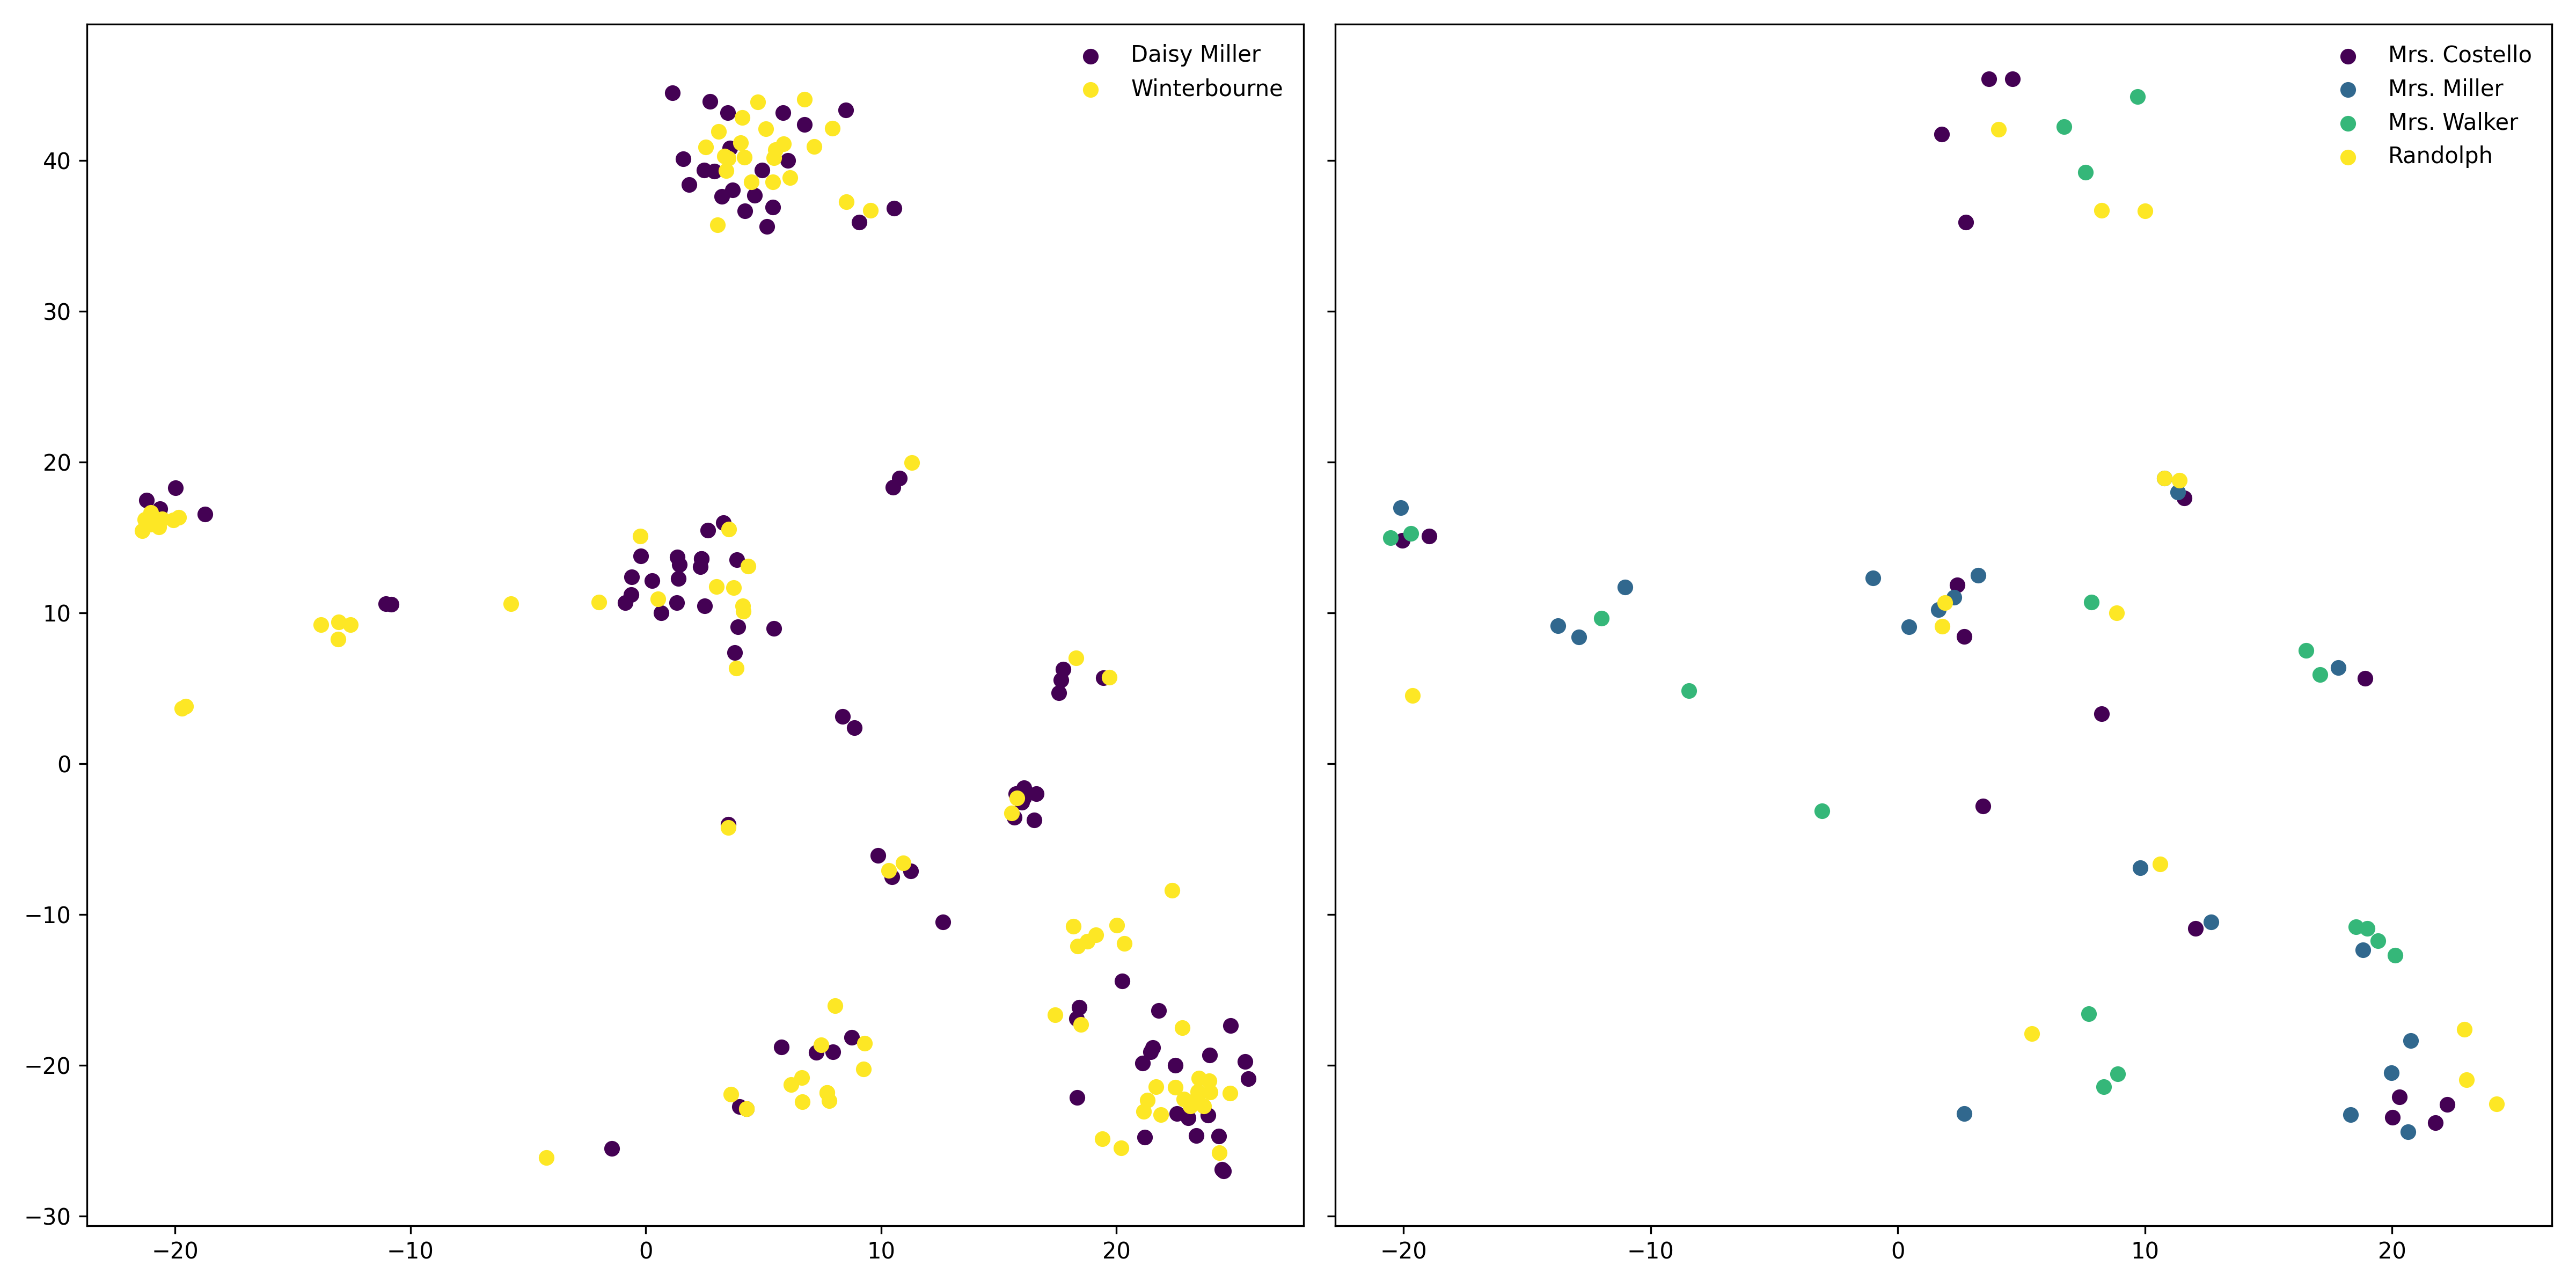 Daisy Miller
Winterbourne
Mrs. Costello
Mrs. Miller
Mrs. Walker
Randolph
40
30
20
10
0
−10
−20
−30
−20 −10 0 10 20
−20 −10 0 10 20